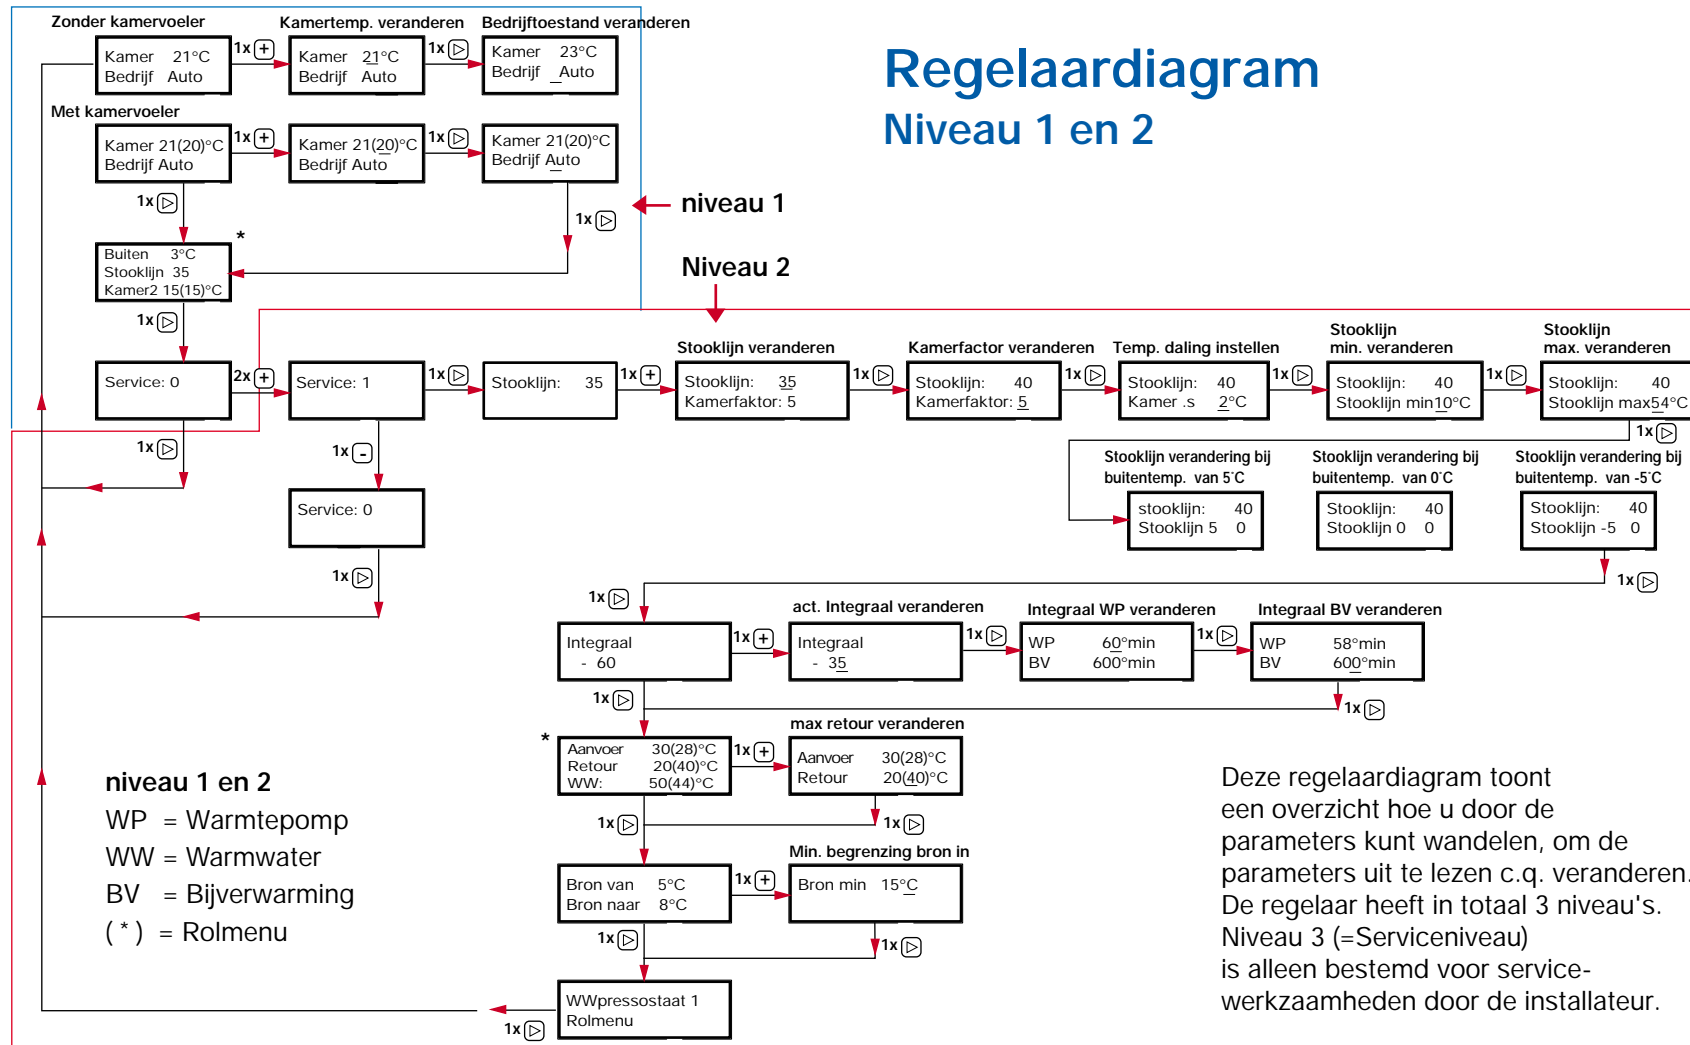 Regelaardiagram
Niveau 1 en 2
Zonder kamervoeler
Kamertemp. veranderen
Bedrijftoestand veranderen
Kamer 21°C
Bedrijf Auto
1x +
Kamer 21°C
Bedrijf Auto
1x
Kamer 23°C
Bedrijf _Auto
Met kamervoeler
Kamer 21(20)°C
Bedrijf Auto
1x +
Kamer 21(20)°C
Bedrijf Auto
1x
Kamer 21(20)°C
Bedrijf Auto
1x
1x
niveau 1
*
Buiten 3°C
Stooklijn 35
Kamer2 15(15)°C
Niveau 2
1x
Service: 0
2x +
Service: 1
1x
Stooklijn: 35
1x +
Stooklijn veranderen
Stooklijn: 35
Kamerfaktor: 5
1x
Kamerfactor veranderen
Stooklijn: 40
Kamerfaktor: 5
1x
Temp. daling instellen
Stooklijn.: 40
Kamer .s 2°C
1x
Stooklijn
min. veranderen
Stooklijn: 40
Stooklijn min10°C
1x
Stooklijn
max. veranderen
Stooklijn: 40
Stooklijn max54°C
1x
1x
1x -
Service: 0
1x
Stooklijn verandering bij
buitentemp. van 5°C
stooklijn: 40
Stooklijn 5 0
Stooklijn verandering bij
buitentemp. van 0°C
Stooklijn: 40
Stooklijn 0 0
Stooklijn verandering bij
buitentemp. van -5°C
Stooklijn: 40
Stooklijn -5 0
1x
1x
Integraal
- 60
1x +
act. Integraal veranderen
Integraal
- 35
1x
Integraal WP veranderen
WP 60°min
BV 600°min
1x
Integraal BV veranderen
WP 58°min
BV 600°min
1x
1x
*
Aanvoer 30(28)°C
Retour 20(40)°C
WW: 50(44)°C
1x +
max retour veranderen
Aanvoer 30(28)°C
Retour 20(40)°C
1x
1x
Bron van 5°C
Bron naar 8°C
1x +
Min. begrenzing bron in
Bron min 15°C
1x
1x
WWpressostaat 1
Rolmenu
1x
niveau 1 en 2
WP = Warmtepomp
WW = Warmwater
BV = Bijverwarming
( * ) = Rolmenu
Deze regelaardiagram toont
een overzicht hoe u door de
parameters kunt wandelen, om de
parameters uit te lezen c.q. veranderen.
De regelaar heeft in totaal 3 niveau's.
Niveau 3 (=Serviceniveau)
is alleen bestemd voor service-
werkzaamheden door de installateur.